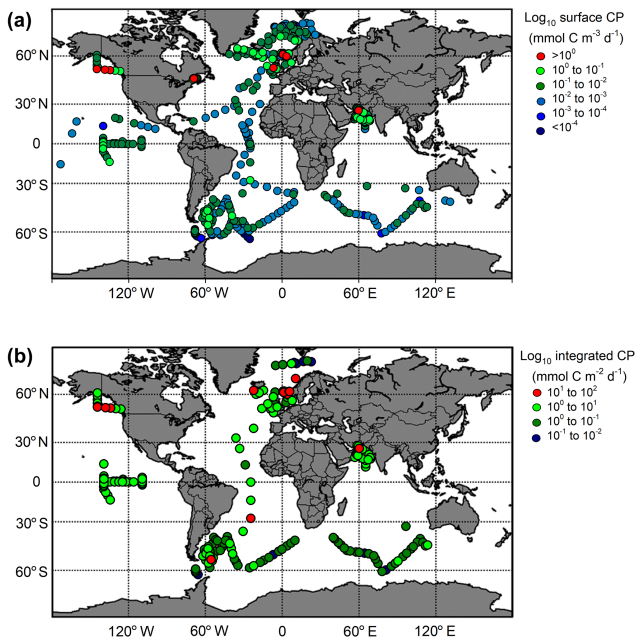 (a)
60° N
30° N
0
30° S
60° S
120° W
60° W
0
60° E
120° E
Log10 surface CP
(mmol C m-3 d-1)
>10^0
10^0 to 10^-1
10^-1 to 10^-2
10^-2 to 10^-3
10^-3 to 10^-4
<10^-4
(b)
60° N
30° N
0
30° S
60° S
120° W
60° W
0
60° E
120° E
Log10 integrated CP
(mmol C m-2 d-1)
10^1 to 10^2
10^0 to 10^1
10^0 to 10^-1
10^-1 to 10^-2